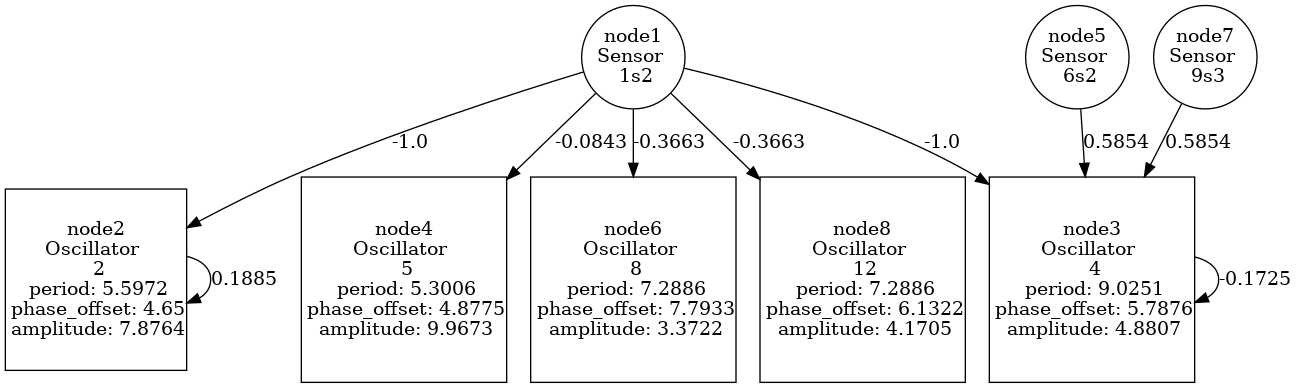 node1
Sensor
1s2
node5
Sensor
6s2
node7
Sensor
9s3
-1.0
-0.0843
-0.3663
-0.3663
-1.0
0.5854
0.5854
node2
Oscillator
2
period: 5.5972
phase_offset: 4.65
amplitude: 7.8764
0.1885
node4
Oscillator
5
period: 5.3006
phase_offset: 4.8775
amplitude: 9.9673
node6
Oscillator
8
period: 7.2886
phase_offset: 7.7933
amplitude: 3.3722
node8
Oscillator
12
period: 7.2886
phase_offset: 6.1322
amplitude: 4.1705
node3
Oscillator
4
period: 9.0251
phase_offset: 5.7876
amplitude: 4.8807
-0.1725